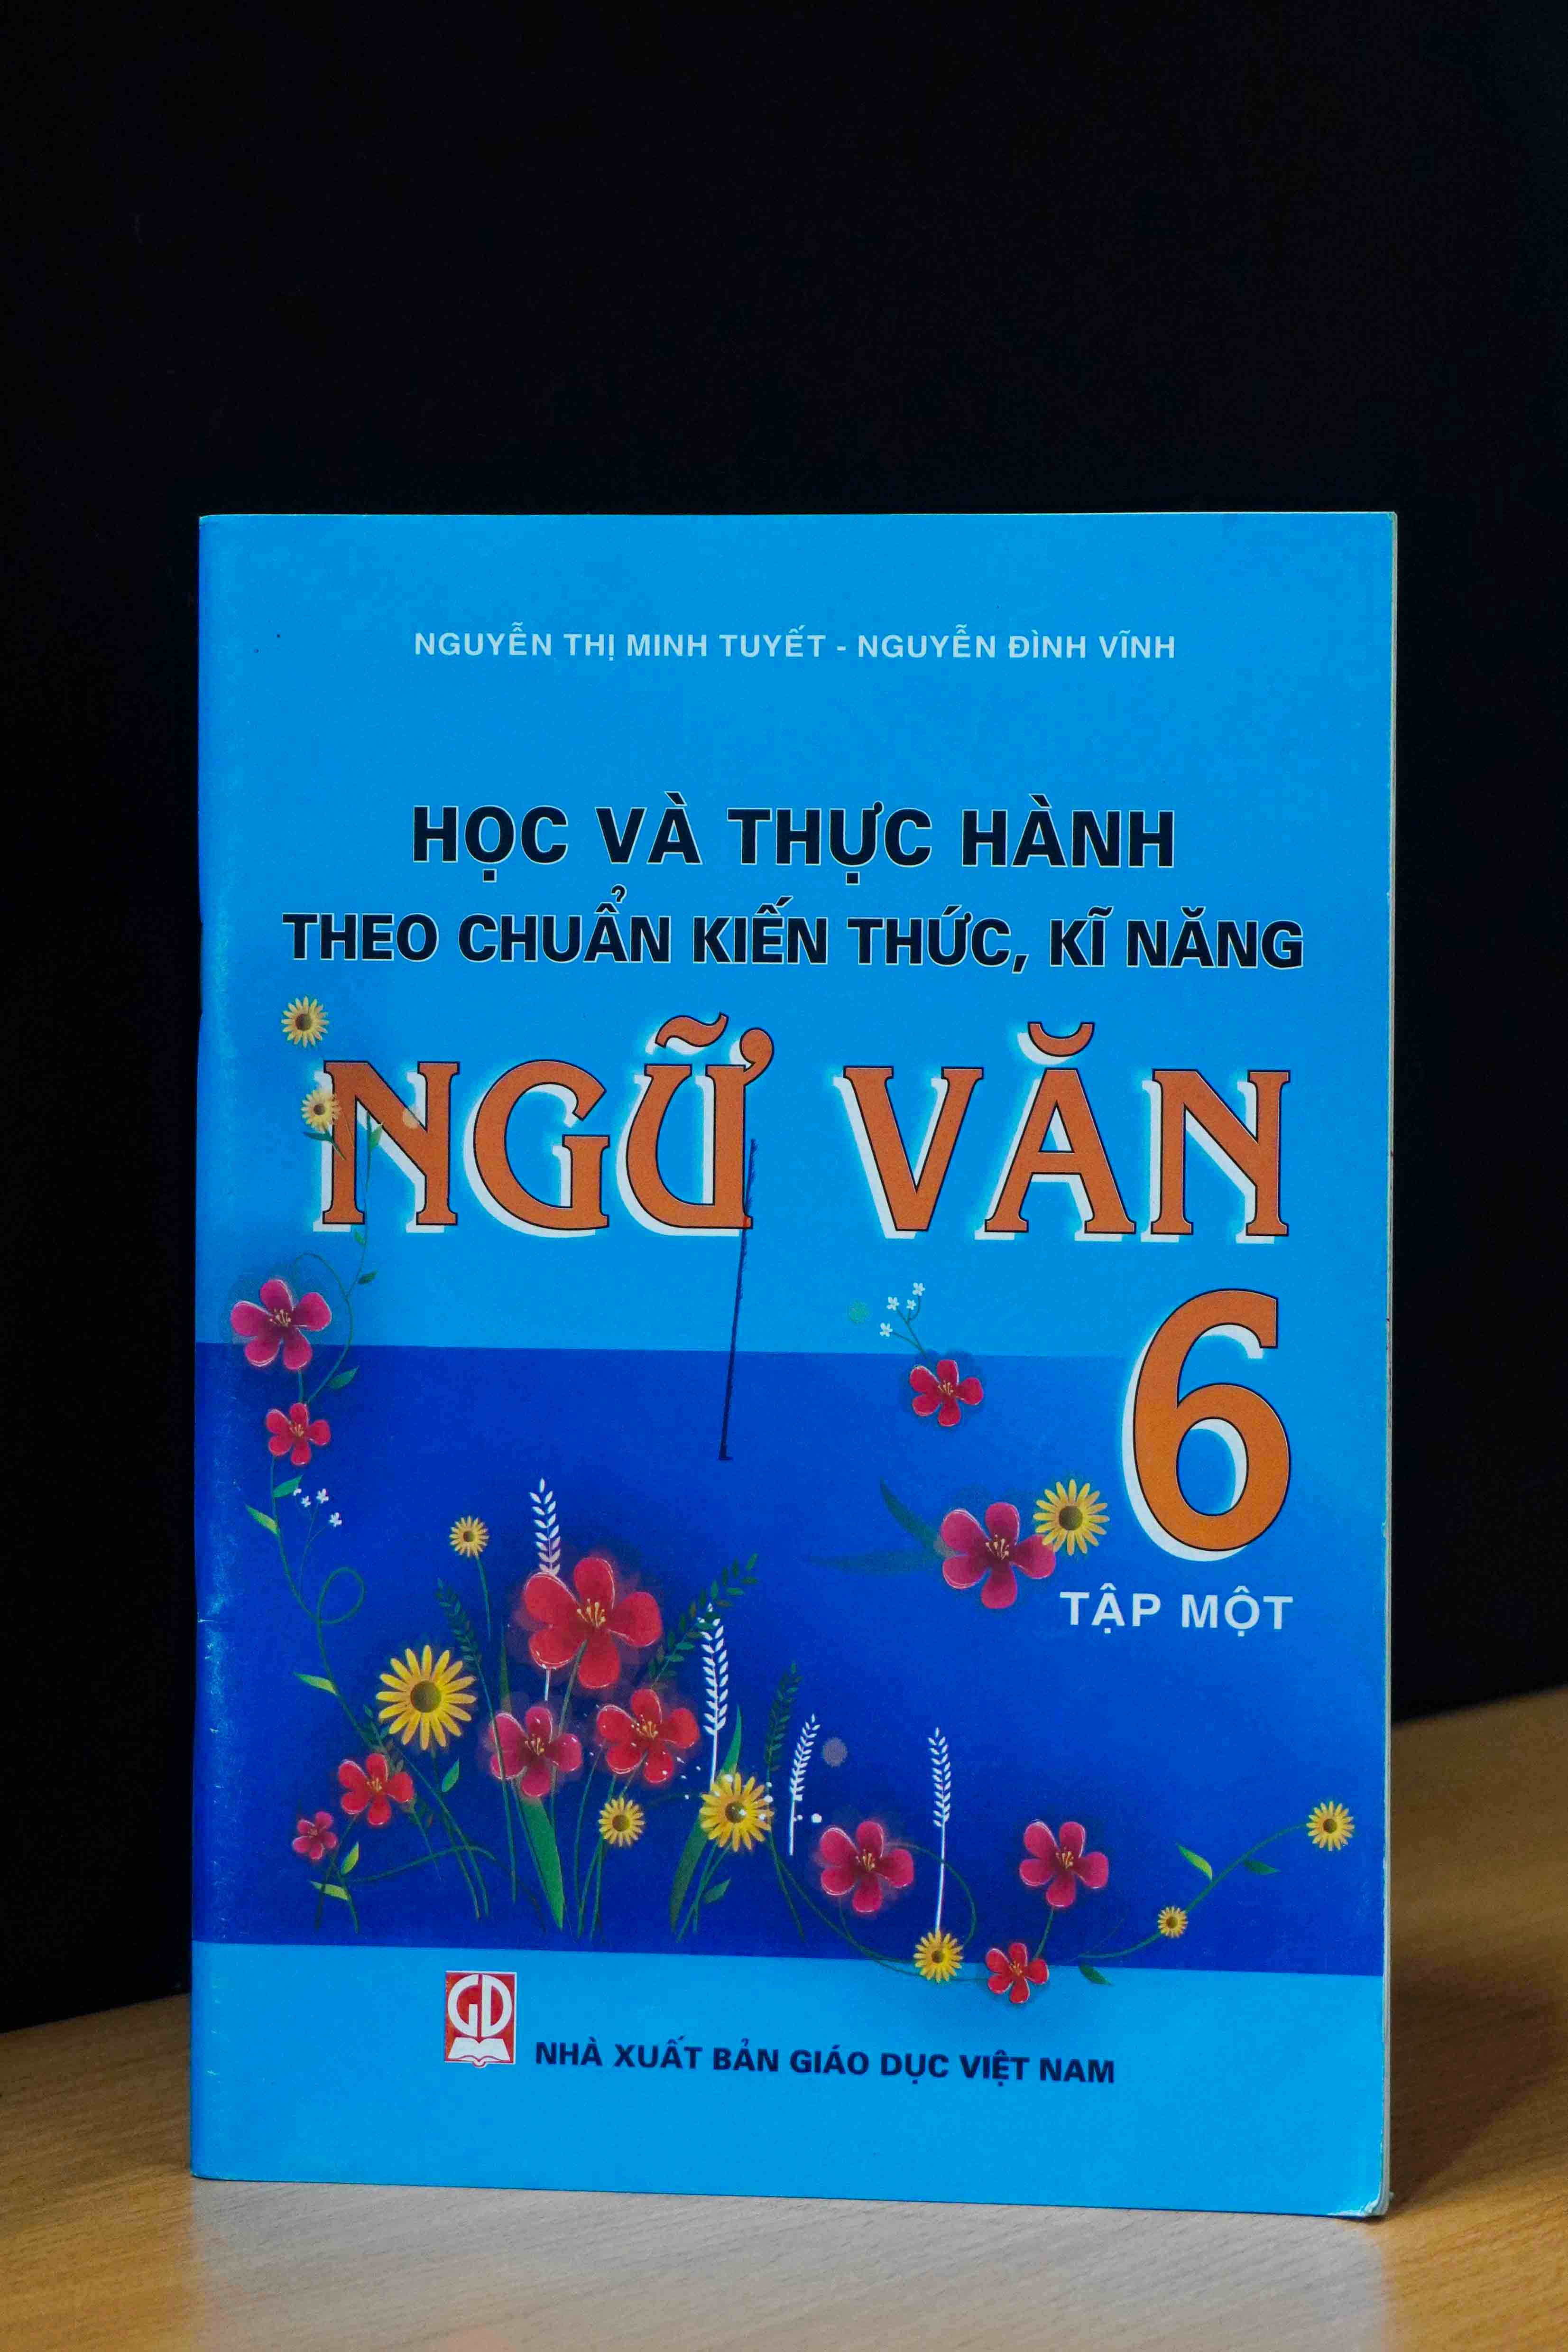 NGUYỄN THỊ MINH TUYẾT - NGUYỄN ĐÌNH VĨNH
HỌC VÀ THỰC HÀNH
THEO CHUẨN KIẾN THỨC, KĨ NĂNG
NGỮ VĂN
6
TẬP MỘT
GD
NHÀ XUẤT BẢN GIÁO DỤC VIỆT NAM